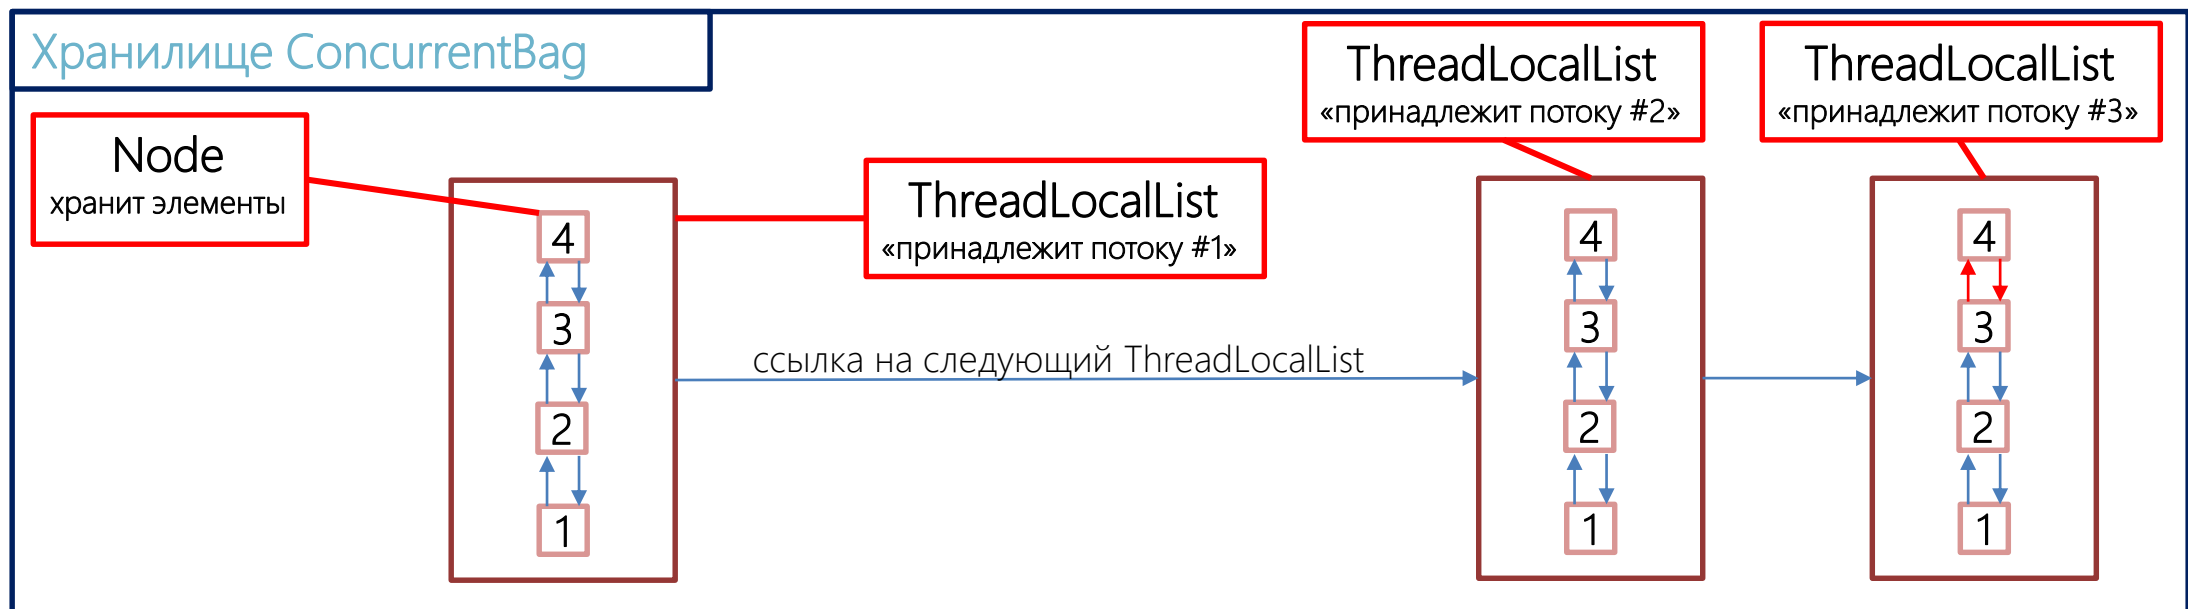 Хранилище ConcurrentBag
Node
хранит элементы
ThreadLocalList
«принадлежит потоку #1»
ThreadLocalList
«принадлежит потоку #2»
ThreadLocalList
«принадлежит потоку #3»
4
3
2
1
ссылка на следующий ThreadLocalList
4
3
2
1
4
3
2
1